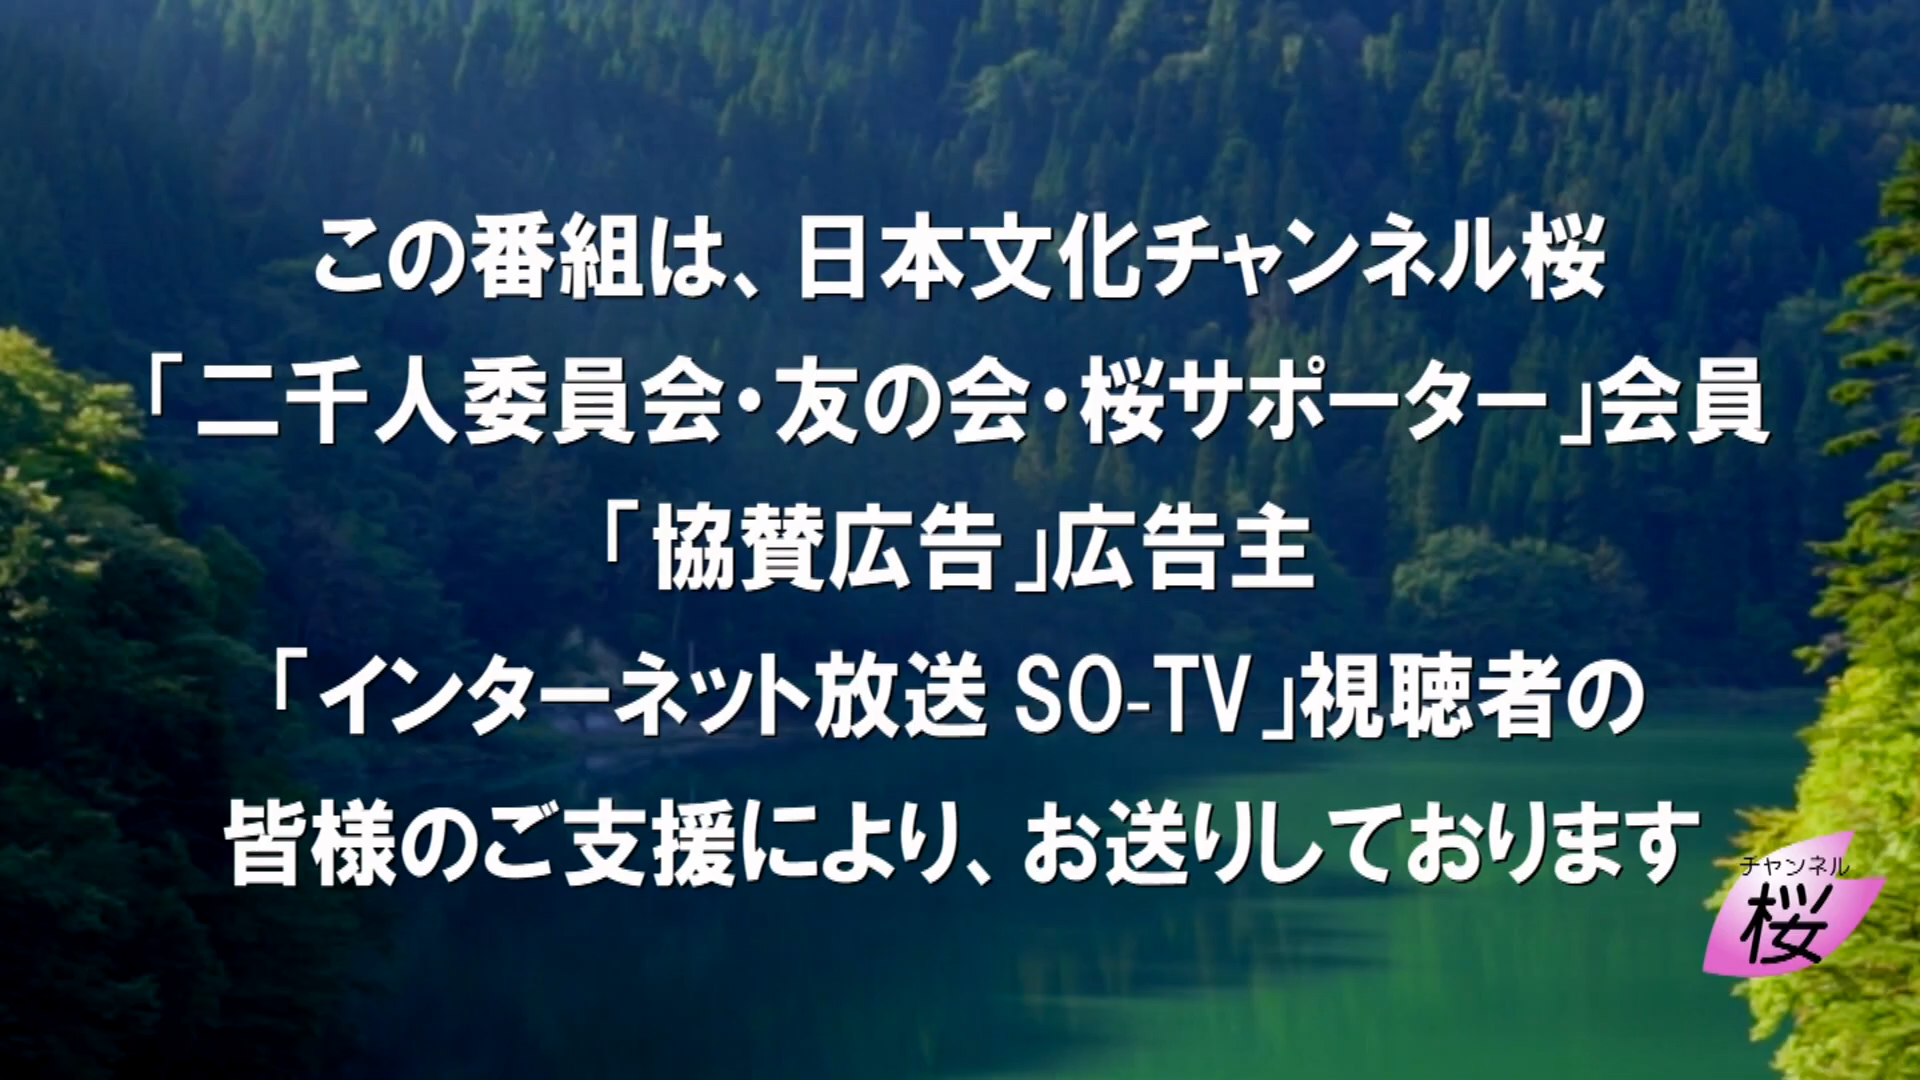 この番組は、日本文化チャンネル桜
「二千人委員会・友の会・桜サポーター」会員
「協賛広告」広告主
「インターネット放送 SO-TV」視聴者の
皆様のご支援により、お送りしております
チャンネル
桜